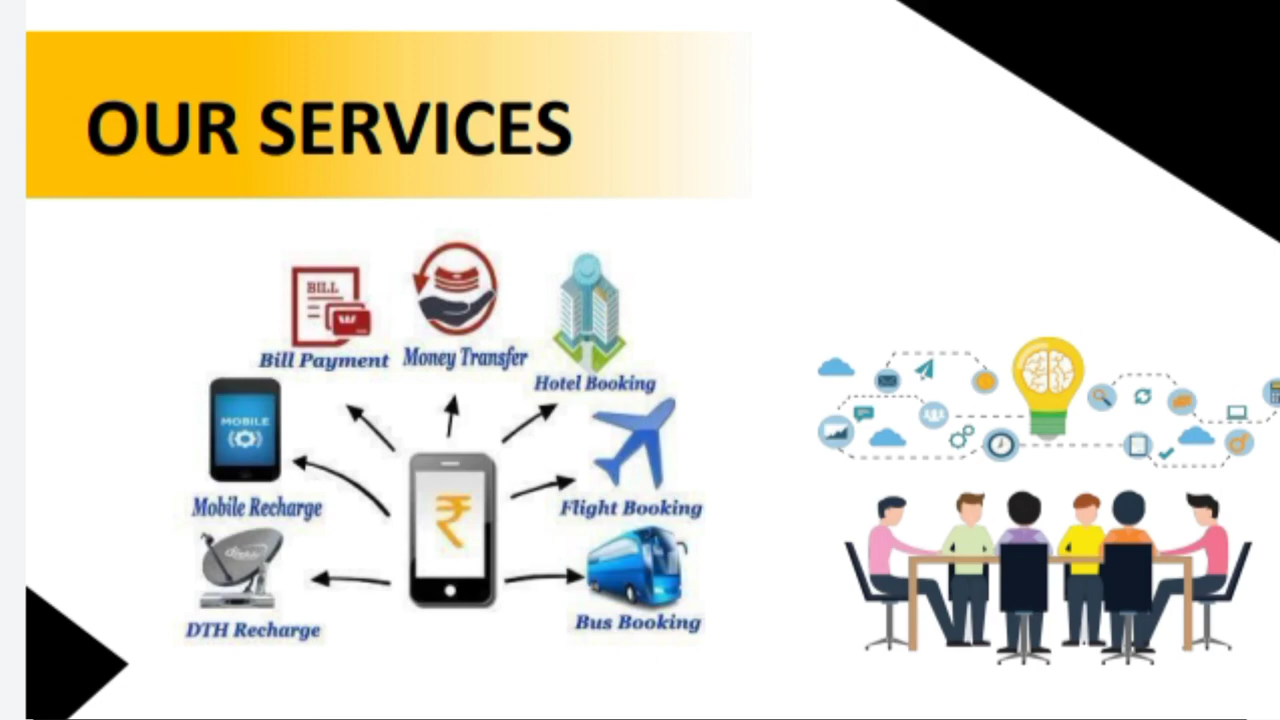 OUR SERVICES
BILL
Bill Payment
Money Transfer
Hotel Booking
MOBILE
Mobile Recharge
₹
Flight Booking
DTH Recharge
Bus Booking